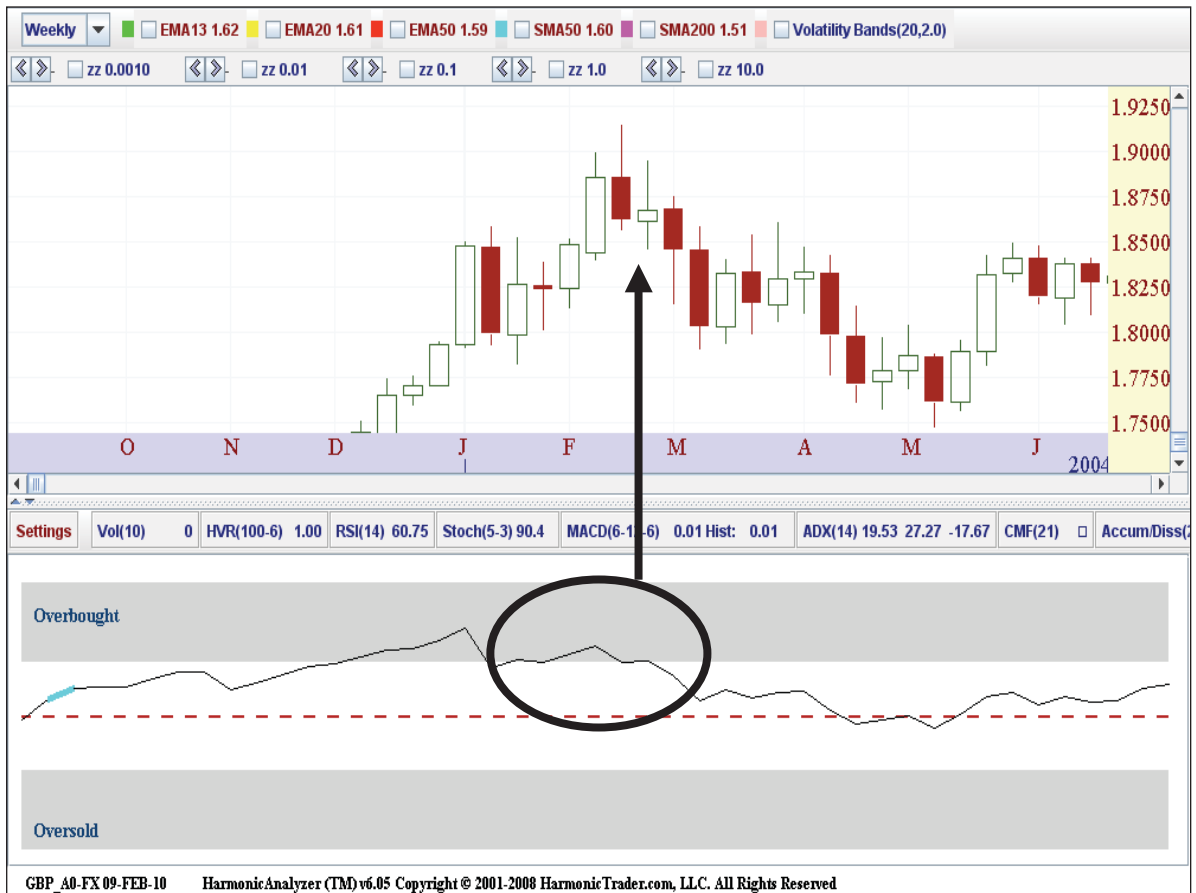 Weekly EMA13 1.62 EMA20 1.61 EMA50 1.59 SMA50 1.60 SMA200 1.51 Volatility Bands(20,2.0)
zz 0.0010 zz 0.01 zz 0.1 zz 1.0 zz 10.0
1.9250
1.9000
1.8750
1.8500
1.8250
1.8000
1.7750
1.7500
O N D J F M A M J
2004
Settings Vol(10) 0 HVR(100-6) 1.00 RSI(14) 60.75 Stoch(5-3) 90.4 MACD(6-1 -6) 0.01 Hist: 0.01 ADX(14) 19.53 27.27 -17.67 CMF(21) Accum/Diss(
Overbought
Oversold
GBP_A0-FX 09-FEB-10 HarmonicAnalyzer (TM) v6.05 Copyright © 2001-2008 HarmonicTrader.com, LLC. All Rights Reserved